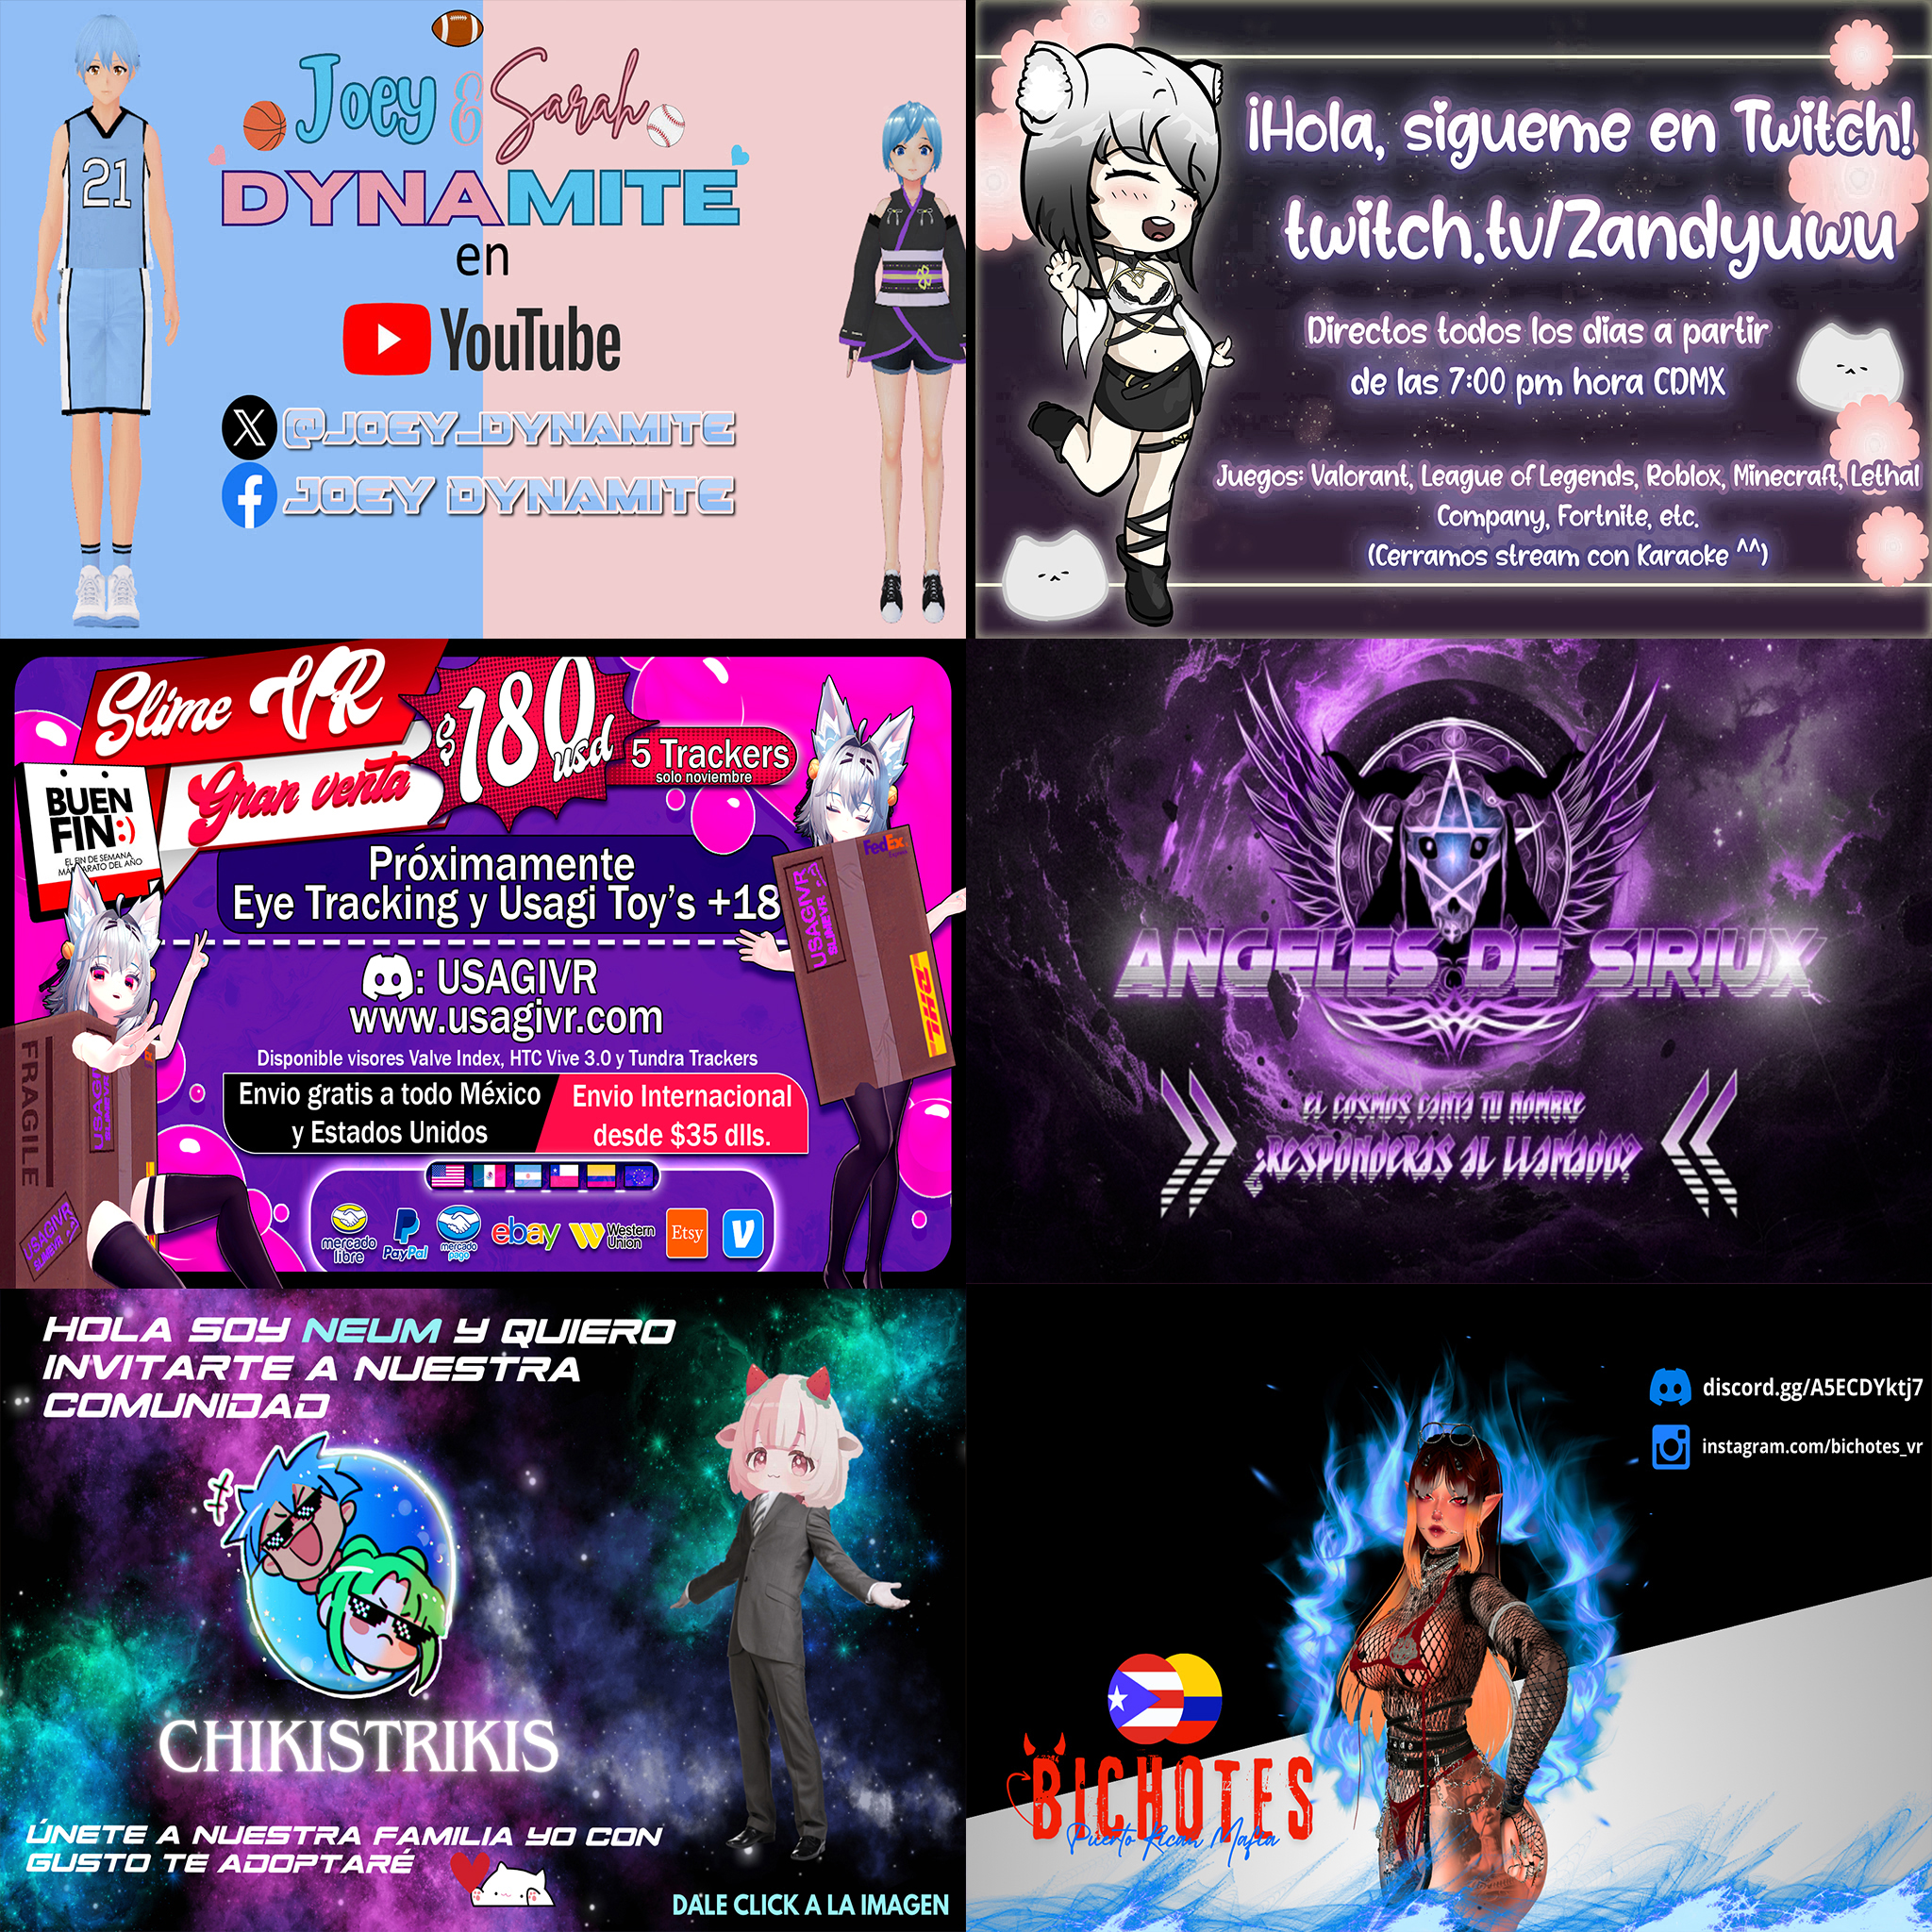 Joey & Sarah
DYNAMITE
en
YouTube
@JOEY_DYNAMITE
JOEY DYNAMITE
21
¡Hola, sigueme en Twitch!
twitch.tv/Zandyuwu
Directos todos los dias a partir
de las 7:00 pm hora CDMX
Juegos: Valorant, League of Legends, Roblox, Minecraft, Lethal
Company, Fortnite, etc.
(Cerramos stream con Karaoke ^^)
Slime VR
Gran venta
$180 usd
5 Trackers
solo noviembre
BUEN
FIN:)
EL FIN DE SEMANA
MÁS BARATO DEL AÑO
Próximamente
Eye Tracking y Usagi Toy's +18
: USAGIVR
www.usagivr.com
Disponible visores Valve Index, HTC Vive 3.0 y Tundra Trackers
Envio gratis a todo México
y Estados Unidos
Envio Internacional
desde $35 dlls.
mercado
libre
PayPal
mercado
pago
ebay
Western
Union
Etsy
V
FedEx
Express
USAGIVR
SLIMEVR
DHL
FRAGILE
USAGIVR
USAGIVR
SLIMEVR
ANGELES DE SIRIUX
EL COSMOS CANTA TU NOMBRE
¿RESPONDERAS AL LLAMADO?
HOLA SOY NEUM Y QUIERO
INVITARTE A NUESTRA
COMUNIDAD
CHIKISTRIKIS
ÚNETE A NUESTRA FAMILIA YO CON
GUSTO TE ADOPTARÉ
DALE CLICK A LA IMAGEN
discord.gg/A5ECDYktj7
instagram.com/bichotes_vr
BICHOTES
Puerto Rican Mafia